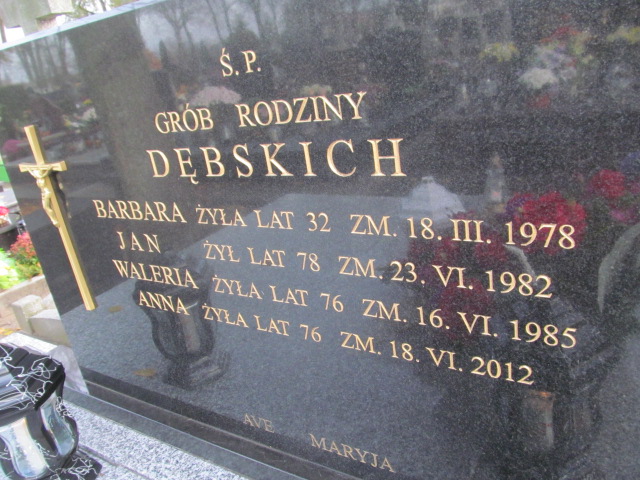 Ś.P.
GRÓB RODZINY
DĘBSKICH
BARBARA ŻYŁA LAT 32 ZM. 18. III. 1978
JAN ŻYŁ LAT 78 ZM. 23. VI. 1982
WALERIA ŻYŁA LAT 76 ZM. 16. VI. 1985
ANNA ŻYŁA LAT 76 ZM. 18. VI. 2012
AVE MARYJA